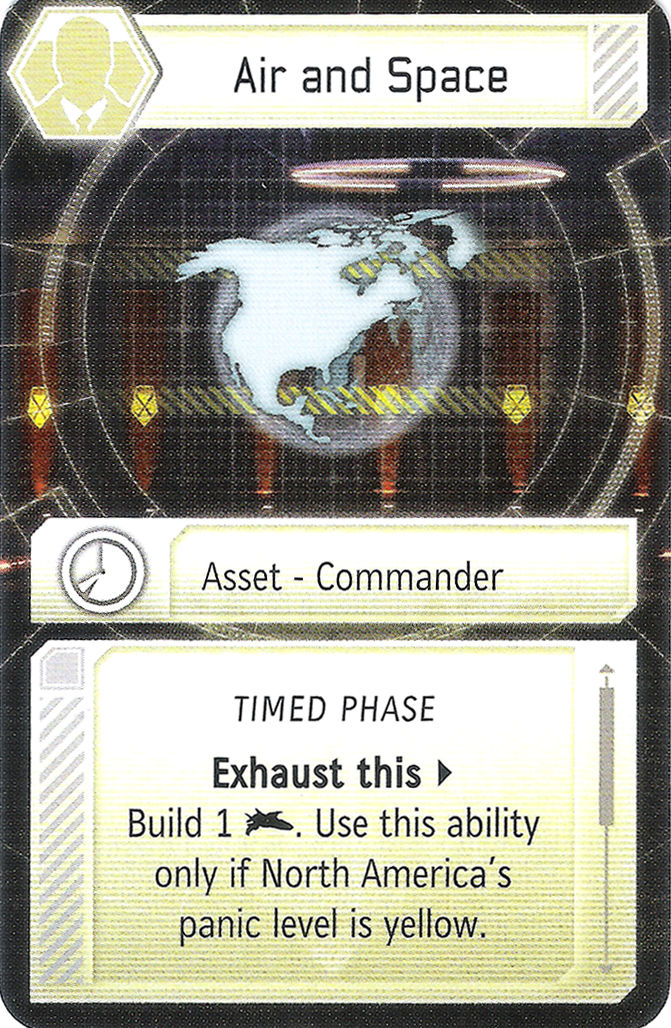 Air and Space
Asset - Commander
TIMED PHASE
Exhaust this
Build 1 . Use this ability
only if North America's
panic level is yellow.